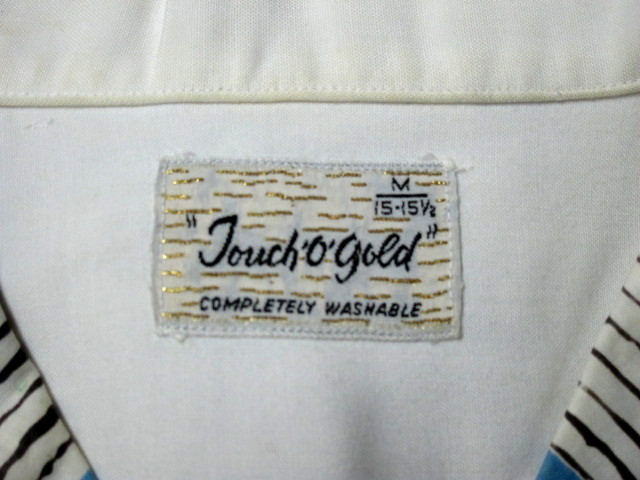 M
15-15½
"Touch'O'Gold"
COMPLETELY WASHABLE